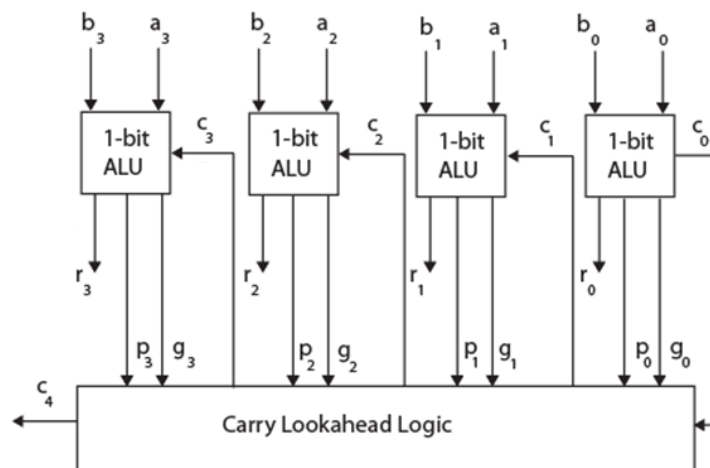 b₃ a₃ b₂ a₂ b₁ a₁ b₀ a₀
1-bit ALU c₃ 1-bit ALU c₂ 1-bit ALU c₁ 1-bit ALU c₀
r₃ r₂ r₁ r₀
p₃ g₃ p₂ g₂ p₁ g₁ p₀ g₀
c₄
Carry Lookahead Logic